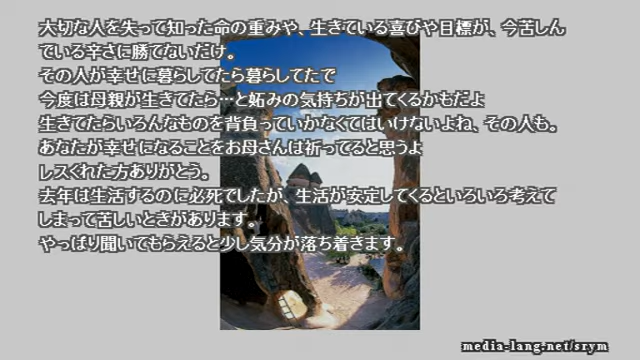 大切な人を失って知った命の重みや、生きている喜びや目標が、今苦しん
でいる辛さに勝てないだけ。
その人が幸せに暮らしてたら暮らしてたで
今度は母親が生きてたら…と妬みの気持ちが出てくるかもだよ
生きてたらいろんなものを背負っていかなくてはいけないよね、その人も。
あなたが幸せになることをお母さんは祈ってると思うよ
レスくれた方ありがとう。
去年は生活するのに必死でしたが、生活が安定してくるといろいろ考えて
しまって苦しいときがあります。
やっぱり聞いてもらえると少し気分が落ち着きます。
media-lang-net/srym